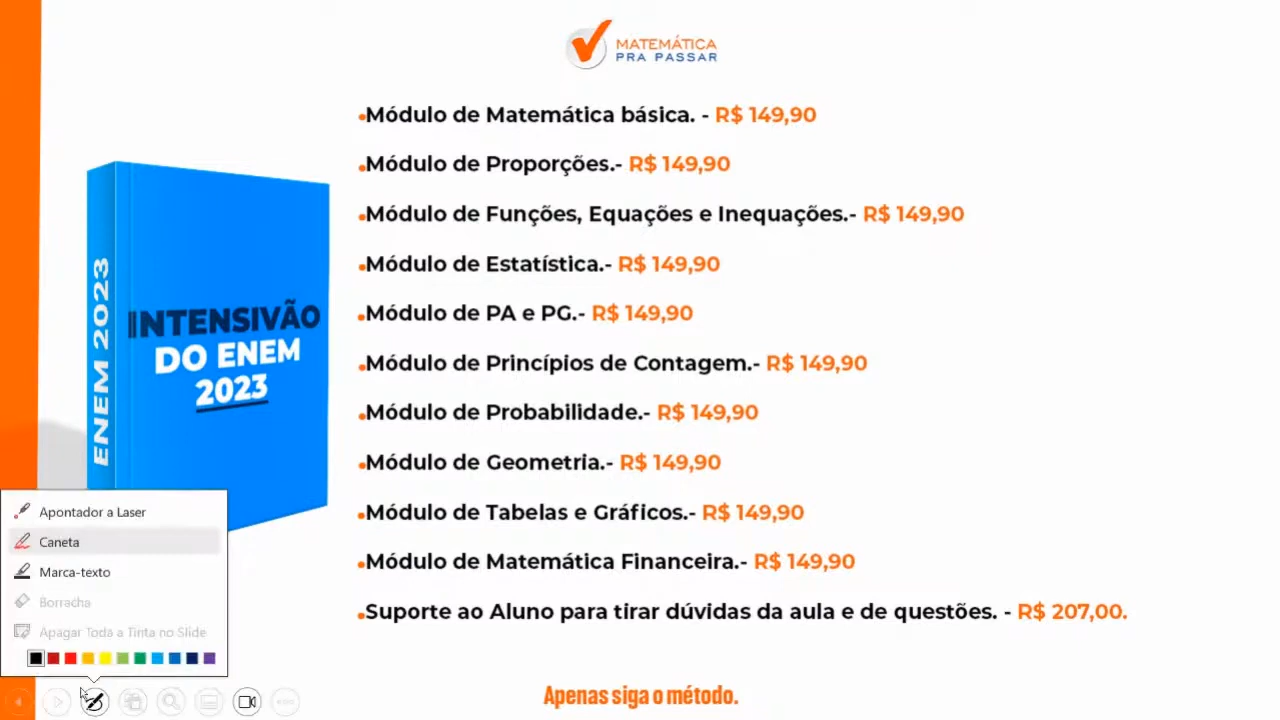 MATEMÁTICA
PRA PASSAR
•Módulo de Matemática básica. - R$ 149,90
•Módulo de Proporções.- R$ 149,90
•Módulo de Funções, Equações e Inequações.- R$ 149,90
•Módulo de Estatística.- R$ 149,90
•Módulo de PA e PG.- R$ 149,90
•Módulo de Princípios de Contagem.- R$ 149,90
•Módulo de Probabilidade.- R$ 149,90
•Módulo de Geometria.- R$ 149,90
•Módulo de Tabelas e Gráficos.- R$ 149,90
•Módulo de Matemática Financeira.- R$ 149,90
•Suporte ao Aluno para tirar dúvidas da aula e de questões. - R$ 207,00.
ENEM 2023
INTENSIVÃO
DO ENEM
2023
Apontador a Laser
Caneta
Marca-texto
Borracha
Apagar Toda a Tinta no Slide
Apenas siga o método.